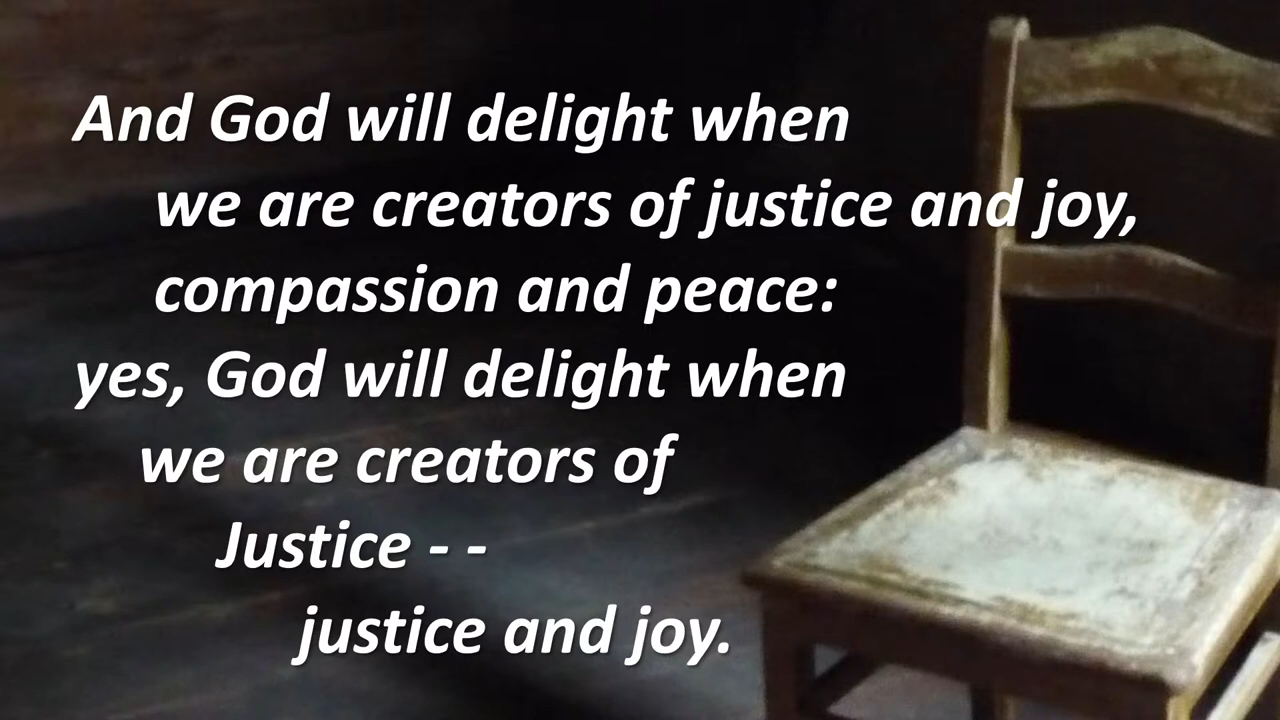 And God will delight when
we are creators of justice and joy,
compassion and peace:
yes, God will delight when
we are creators of
Justice - -
justice and joy.